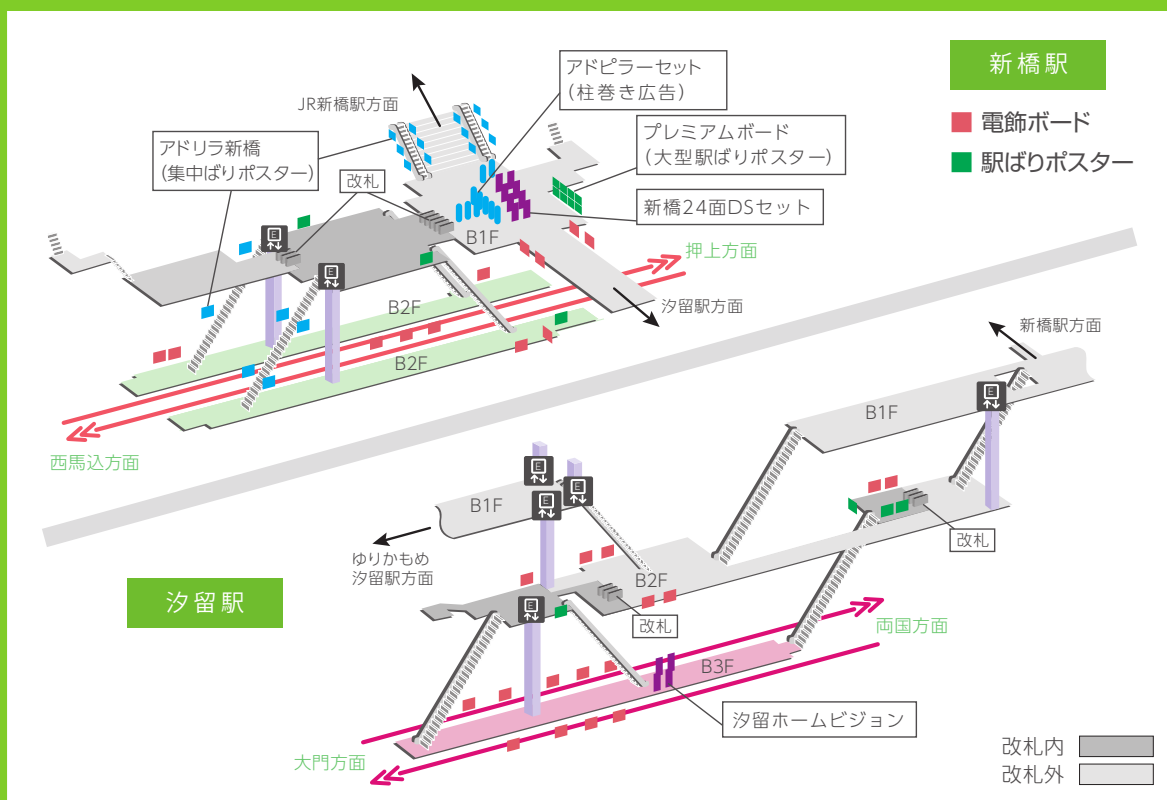 新橋駅
電飾ボード
駅ばりポスター
アドピラーセット
(柱巻き広告)
JR新橋駅方面
プレミアムボード
(大型駅ばりポスター)
アドリラ新橋
(集中ばりポスター)
改札
新橋24面DSセット
B1F
押上方面
汐留駅方面
B2F
B2F
西馬込方面
新橋駅方面
B1F
B1F
ゆりかもめ
汐留駅方面
改札
B2F
汐留駅
改札
両国方面
B3F
汐留ホームビジョン
大門方面
改札内
改札外
E
E
E
E
E
E
E